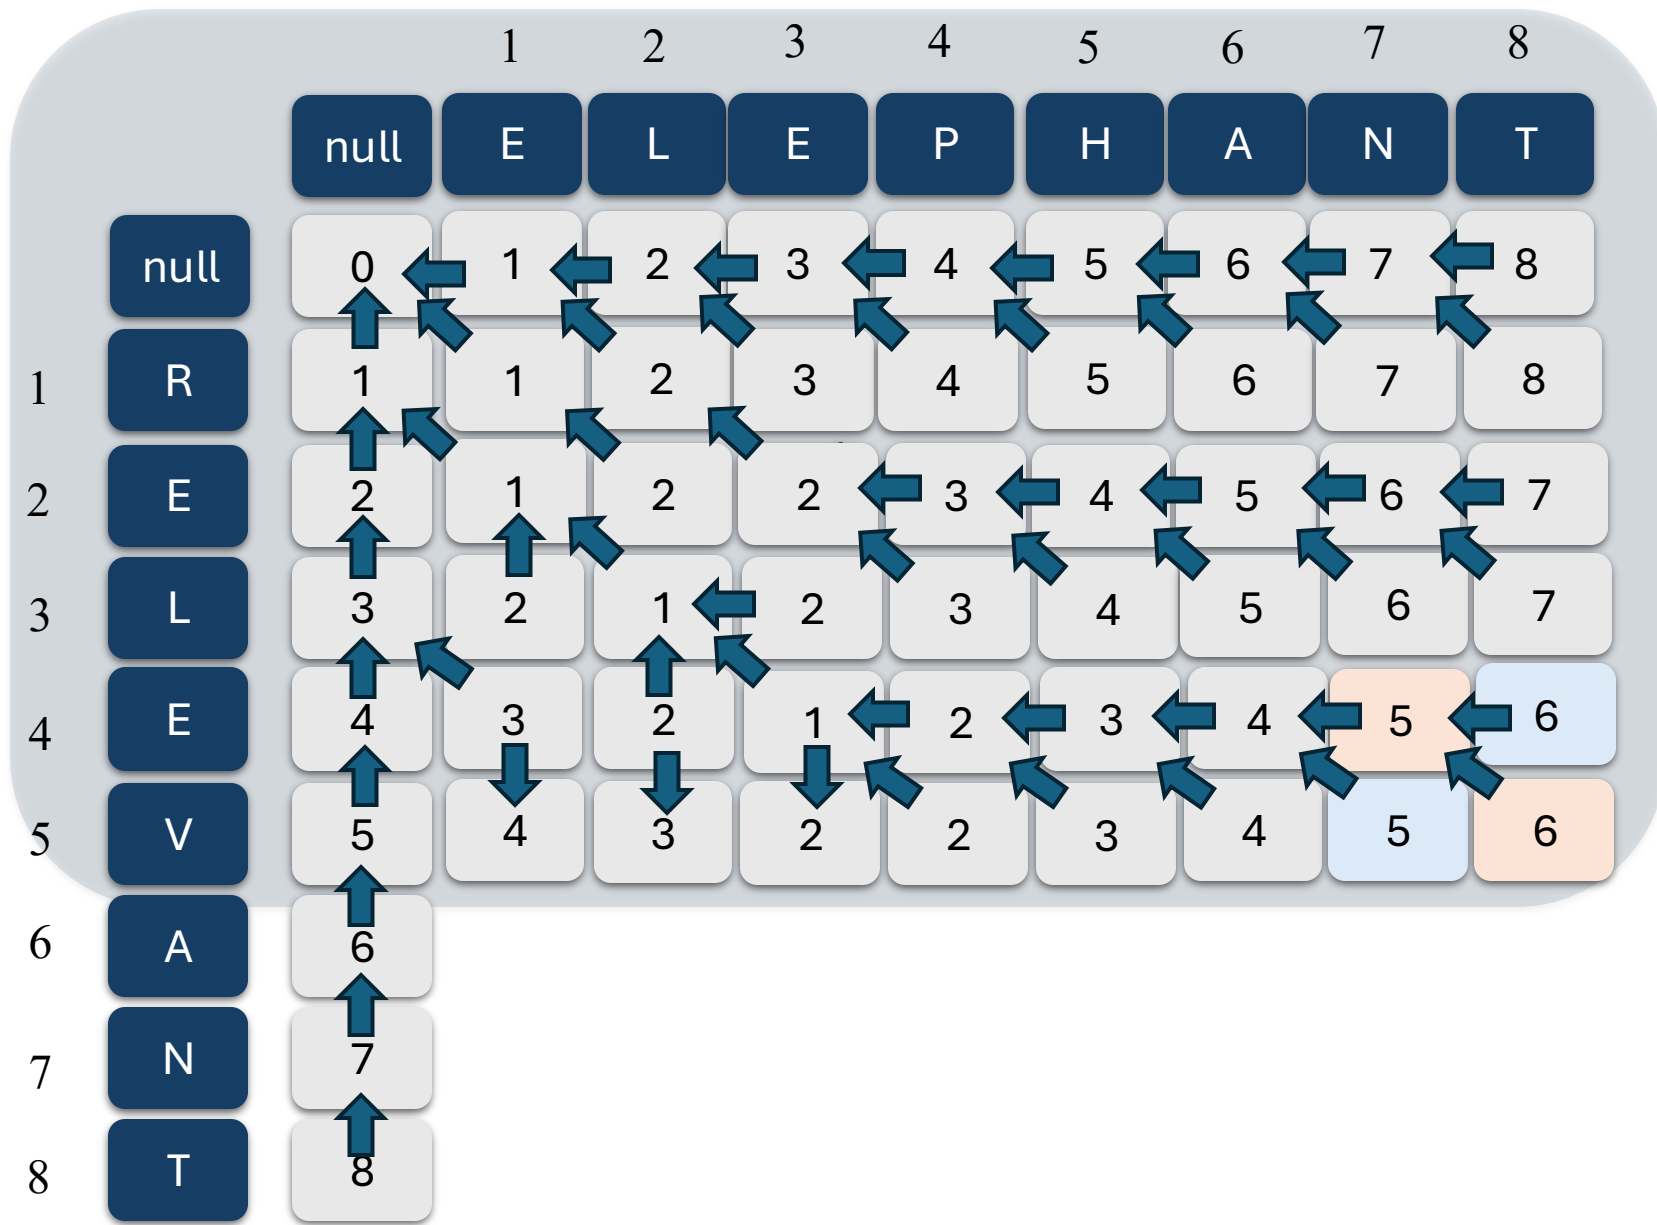 1 2 3 4 5 6 7 8
null E L E P H A N T
null 0 1 2 3 4 5 6 7 8
1 R 1 1 2 3 4 5 6 7 8
2 E 2 1 2 2 3 4 5 6 7
3 L 3 2 1 2 3 4 5 6 7
4 E 4 3 2 1 2 3 4 5 6
5 V 5 4 3 2 2 3 4 5 6
6 A 6
7 N 7
8 T 8